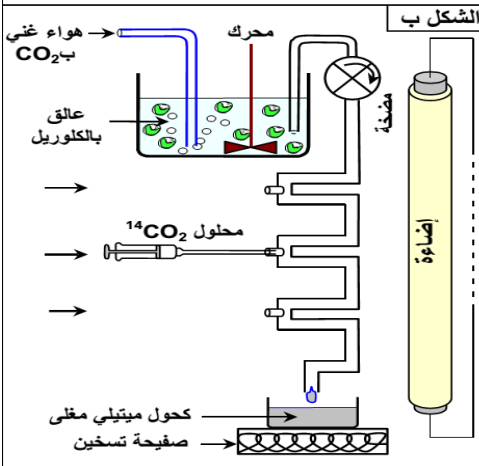 الشكل ب
هواء غني
بـCO₂
محرك
مضخة
عالق
بالكلوريل
محلول ¹⁴CO₂
إضاءة
كحول ميتيلي مغلى
صفيحة تسخين